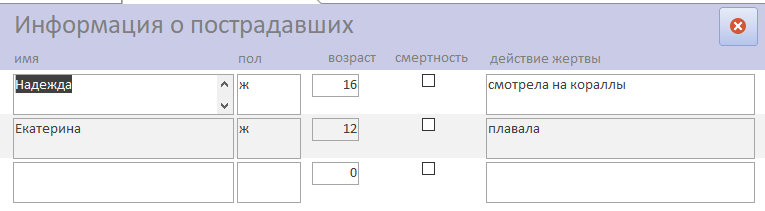 Информация о пострадавших
имя пол возраст смертность действие жертвы
Надежда ж 16 смотрела на кораллы
Екатерина ж 12 плавала
0